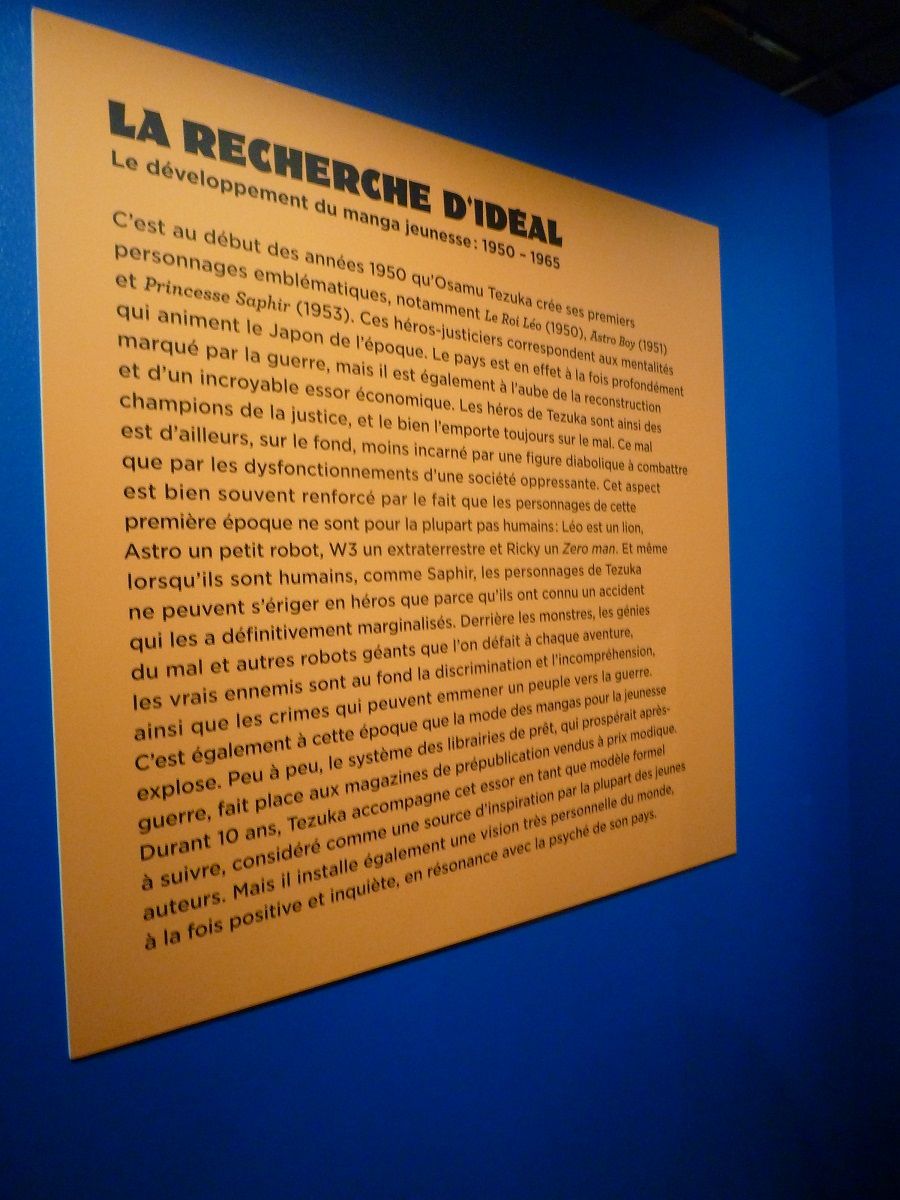 LA RECHERCHE D'IDÉAL
Le développement du manga jeunesse : 1950 – 1965
C'est au début des années 1950 qu'Osamu Tezuka crée ses premiers
personnages emblématiques, notamment Le Roi Léo (1950), Astro Boy (1951)
et Princesse Saphir (1953). Ces héros-justiciers correspondent aux mentalités
qui animent le Japon de l'époque. Le pays est en effet à la fois profondément
marqué par la guerre, mais il est également à l'aube de la reconstruction
et d'un incroyable essor économique. Les héros de Tezuka sont ainsi des
champions de la justice, et le bien l'emporte toujours sur le mal. Ce mal
est d'ailleurs, sur le fond, moins incarné par une figure diabolique à combattre
que par les dysfonctionnements d'une société oppressante. Cet aspect
est bien souvent renforcé par le fait que les personnages de cette
première époque ne sont pour la plupart pas humains : Léo est un lion,
Astro un petit robot, W3 un extraterrestre et Ricky un Zero man. Et même
lorsqu'ils sont humains, comme Saphir, les personnages de Tezuka
ne peuvent s'ériger en héros que parce qu'ils ont connu un accident
qui les a définitivement marginalisés. Derrière les monstres, les génies
du mal et autres robots géants que l'on défait à chaque aventure,
les vrais ennemis sont au fond la discrimination et l'incompréhension,
ainsi que les crimes qui peuvent emmener un peuple vers la guerre.
C'est également à cette époque que la mode des mangas pour la jeunesse
explose. Peu à peu, le système des librairies de prêt, qui prospérait après-
guerre, fait place aux magazines de prépublication vendus à prix modique.
Durant 10 ans, Tezuka accompagne cet essor en tant que modèle formel
à suivre, considéré comme une source d'inspiration par la plupart des jeunes
auteurs. Mais il installe également une vision très personnelle du monde,
à la fois positive et inquiète, en résonance avec la psyché de son pays.